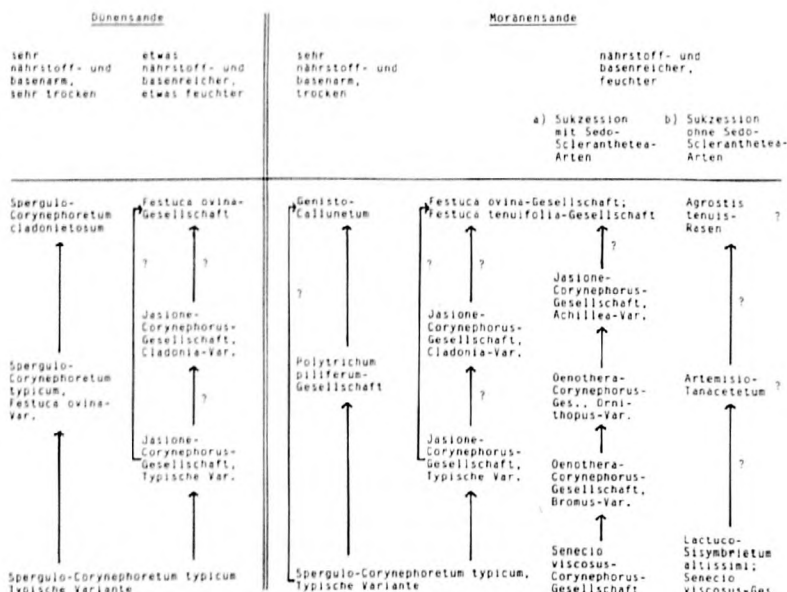 Dünensande
Moränensande
sehr
nährstoff- und
basenarm,
sehr trocken
etwas
nährstoff- und
basenreicher,
etwas feuchter
sehr
nährstoff- und
basenarm,
trocken
nährstoff- und
basenreicher,
feuchter
a) Sukzession
mit Sedo-
Scleranthetea-
Arten
b) Sukzession
ohne Sedo-
Scleranthetea-
Arten
Spergulo-
Corynephoretum
cladonietosum
Spergulo-
Corynephoretum
typicum,
Festuca ovina-
Var.
Festuca ovina-
Gesellschaft
? ?
Jasione-
Corynephorus-
Gesellschaft,
Cladonia-Var.
?
Jasione-
Corynephorus-
Gesellschaft,
Typische Var.
Spergulo-Corynephoretum typicum
Typische Variante
Genisto-
Callunetum
?
Polytrichum
piliferum-
Gesellschaft
Festuca ovina-Gesellschaft;
Festuca tenuifolia-Gesellschaft
? ?
Jasione-
Corynephorus-
Gesellschaft,
Cladonia-Var.
?
Jasione-
Corynephorus-
Gesellschaft,
Typische Var.
Spergulo-Corynephoretum typicum,
Typische Variante
?
Jasione-
Corynephorus-
Gesellschaft,
Achillea-Var.
Oenothera-
Corynephorus-
Ges., Orni-
thopus-Var.
Oenothera-
Corynephorus-
Gesellschaft,
Bromus-Var.
Senecio
viscosus-
Corynephorus-
Gesellschaft
Agrostis
tenuis- ?
Rasen
?
Artemisio-
Tanacetetum ?
?
Lactuco-
Sisymbrietum
altissimi;
Senecio
viscosus-Ges.